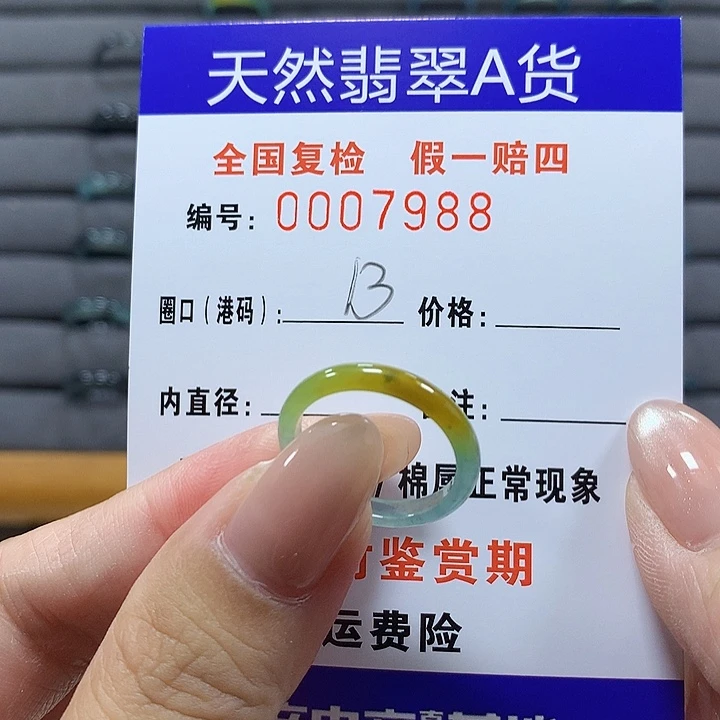 天然翡翠A货
全国复检 假一赔四
编号: 0007988
圈口(港码): 13 价格:
内直径: 注:
棉属正常现象
鉴赏期
运费险